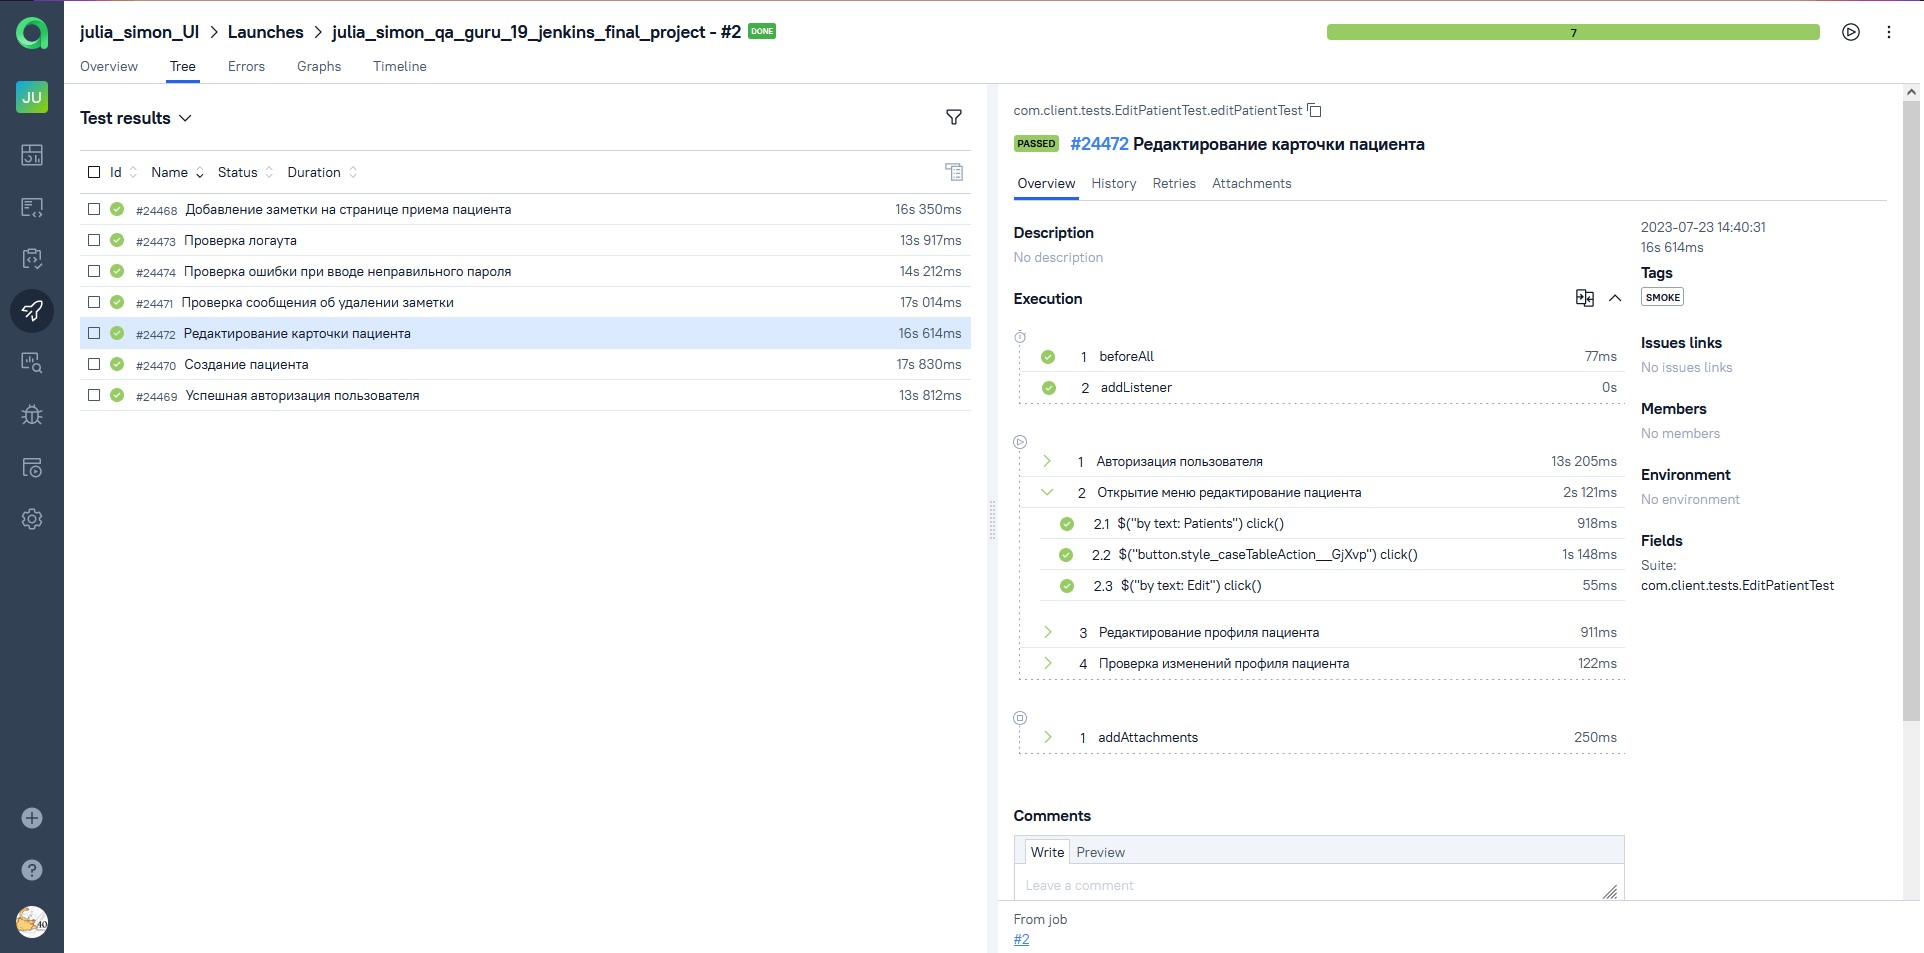 julia_simon_UI > Launches > julia_simon_qa_guru_19_jenkins_final_project - #2 DONE
7
Overview Tree Errors Graphs Timeline
JU
Test results
Id Name Status Duration
#24468 Добавление заметки на странице приема пациента 16s 350ms
#24473 Проверка логаута 13s 917ms
#24474 Проверка ошибки при вводе неправильного пароля 14s 212ms
#24471 Проверка сообщения об удалении заметки 17s 014ms
#24472 Редактирование карточки пациента 16s 614ms
#24470 Создание пациента 17s 830ms
#24469 Успешная авторизация пользователя 13s 812ms
com.client.tests.EditPatientTest.editPatientTest
PASSED #24472 Редактирование карточки пациента
Overview History Retries Attachments
Description
No description
Execution
1 beforeAll 77ms
2 addListener 0s
1 Авторизация пользователя 13s 205ms
2 Открытие меню редактирование пациента 2s 121ms
2.1 $("by text: Patients") click() 918ms
2.2 $("button.style_caseTableAction__GjXvp") click() 1s 148ms
2.3 $("by text: Edit") click() 55ms
3 Редактирование профиля пациента 911ms
4 Проверка изменений профиля пациента 122ms
1 addAttachments 250ms
Comments
Write Preview
Leave a comment
From job
#2
2023-07-23 14:40:31
16s 614ms
Tags
SMOKE
Issues links
No issues links
Members
No members
Environment
No environment
Fields
Suite:
com.client.tests.EditPatientTest
40